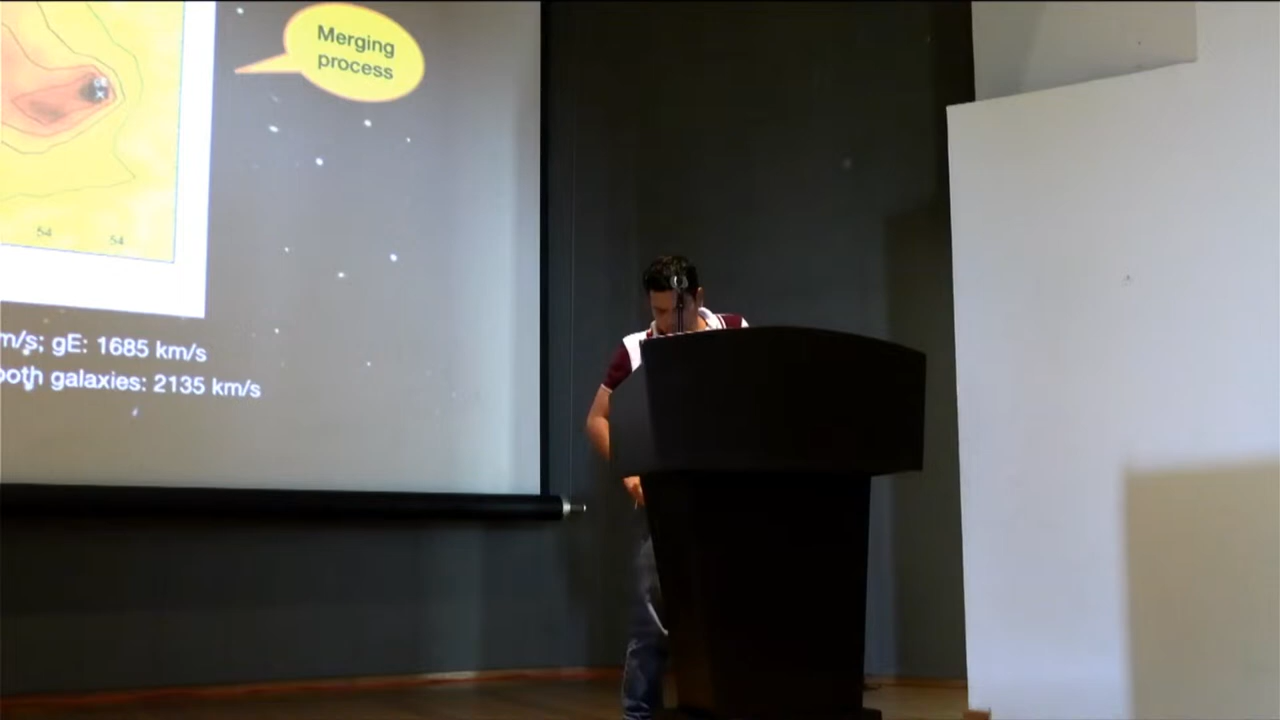 Merging
process
54 54
m/s; gE: 1685 km/s
both galaxies: 2135 km/s